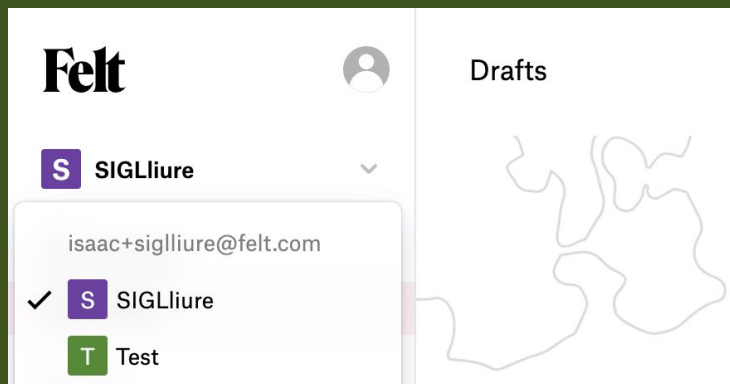 Felt
Drafts
S SIGLliure
isaac+siglliure@felt.com
S SIGLliure
T Test